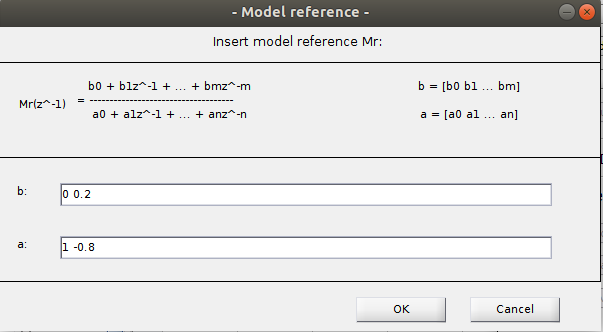 - Model reference -
Insert model reference Mr:
b0 + b1z^-1 + ... + bmz^-m
b = [b0 b1 ... bm]
Mr(z^-1) = -----------------------------------
a0 + a1z^-1 + ... + anz^-n
a = [a0 a1 ... an]
b: 0 0.2
a: 1 -0.8
OK Cancel